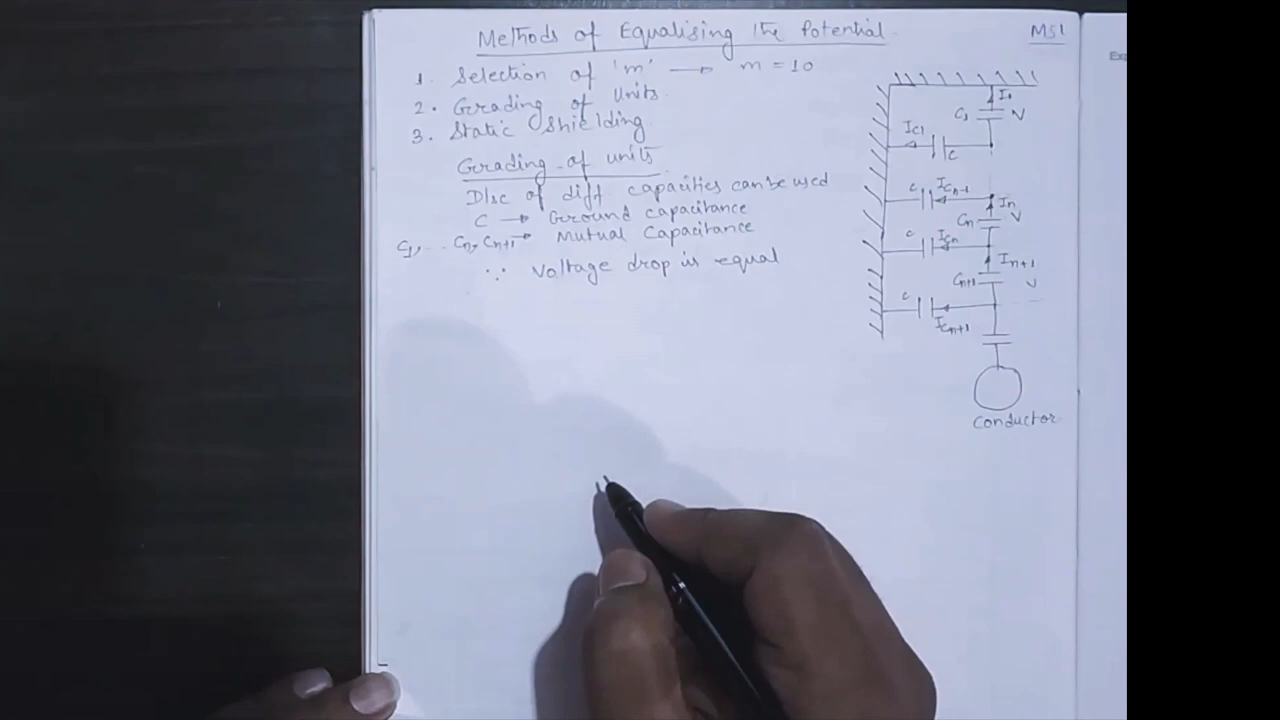 Methods of Equalising the Potential
MS1
1. Selection of 'm' → m = 10
2. Grading of Units.
3. Static Shielding
Grading of units
Disc of diff capacities can be used
C → Ground capacitance
C1, ... Cn, Cn+1 → Mutual Capacitance
∵ Voltage drop is equal
I1
C1
V
IC1
C
C
ICn-1
In
Cn
V
C
ICn
In+1
Cn+1
V
C
ICn+1
Conductor